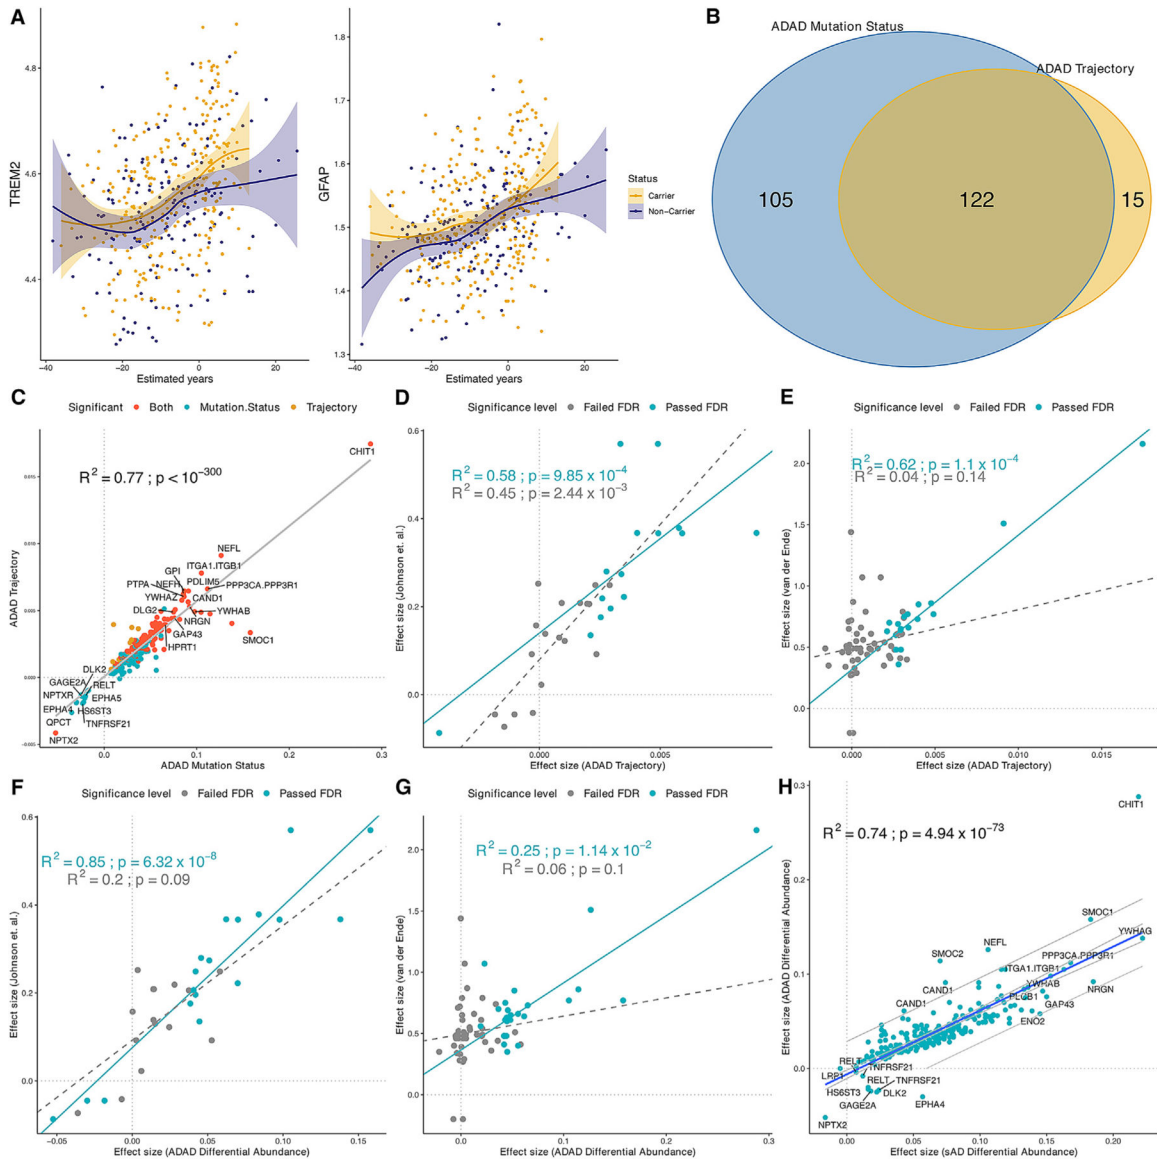 A
TREM2
4.8
4.6
4.4
−40
−20
0
20
Estimated years
GFAP
1.8
1.7
1.6
1.5
1.4
1.3
−40
−20
0
20
Estimated years
Status
Carrier
Non−Carrier
B
ADAD Mutation Status
ADAD Trajectory
105
122
15
C
Significant Both Mutation.Status Trajectory
R² = 0.77 ; p < 10⁻³⁰⁰
CHIT1
NEFL
ITGA1.ITGB1
GPI
PDLIM5
PTPA
NEFH
PPP3CA.PPP3R1
YWHAZ
CAND1
DLG2
YWHAB
NRGN
GAP43
SMOC1
HPRT1
DLK2
GAGE2A
RELT
NPTXR
EPHA5
EPHA4
HS6ST3
QPCT
TNFRSF21
NPTX2
ADAD Trajectory
0.015
0.010
0.005
0.000
−0.005
0.0
0.1
0.2
0.3
ADAD Mutation Status
D
Significance level Failed FDR Passed FDR
R² = 0.58 ; p = 9.85 x 10⁻⁴
R² = 0.45 ; p = 2.44 x 10⁻³
Effect size (Johnson et. al.)
0.6
0.4
0.2
0.0
0.000
0.005
Effect size (ADAD Trajectory)
E
Significance level Failed FDR Passed FDR
R² = 0.62 ; p = 1.1 x 10⁻⁴
R² = 0.04 ; p = 0.14
Effect size (van der Ende)
2.0
1.5
1.0
0.5
0.0
0.000
0.005
0.010
0.015
Effect size (ADAD Trajectory)
F
Significance level Failed FDR Passed FDR
R² = 0.85 ; p = 6.32 x 10⁻⁸
R² = 0.2 ; p = 0.09
Effect size (Johnson et. al.)
0.6
0.4
0.2
0.0
−0.05
0.00
0.05
0.10
0.15
Effect size (ADAD Differential Abundance)
G
Significance level Failed FDR Passed FDR
R² = 0.25 ; p = 1.14 x 10⁻²
R² = 0.06 ; p = 0.1
Effect size (van der Ende)
2.0
1.5
1.0
0.5
0.0
0.0
0.1
0.2
0.3
Effect size (ADAD Differential Abundance)
H
R² = 0.74 ; p = 4.94 x 10⁻⁷³
CHIT1
SMOC1
YWHAG
NEFL
SMOC2
PPP3CA.PPP3R1
ITGA1.ITGB1
CAND1
YWHAB
NRGN
PLCB1
CAND1
GAP43
ENO2
RELT
TNFRSF21
LRP1
RELT
TNFRSF21
HS6ST3
DLK2
GAGE2A
EPHA4
NPTX2
Effect size (ADAD Differential Abundance)
0.3
0.2
0.1
0.0
0.00
0.05
0.10
0.15
0.20
Effect size (sAD Differential Abundance)